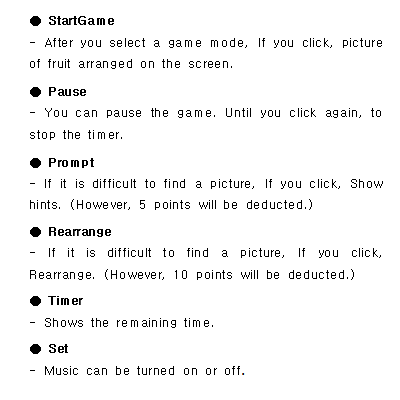 ● StartGame
- After you select a game mode, If you click, picture
of fruit arranged on the screen.
● Pause
- You can pause the game. Until you click again, to
stop the timer.
● Prompt
- If it is difficult to find a picture, If you click, Show
hints. (However, 5 points will be deducted.)
● Rearrange
- If it is difficult to find a picture, If you click,
Rearrange. (However, 10 points will be deducted.)
● Timer
- Shows the remaining time.
● Set
- Music can be turned on or off.